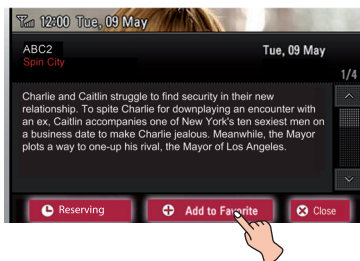 12:00 Tue, 09 May
ABC2
Tue, 09 May
Spin City
1/4
Charlie and Caitlin struggle to find security in their new
relationship. To spite Charlie for downplaying an encounter with
an ex, Caitlin accompanies one of New York's ten sexiest men on
a business date to make Charlie jealous. Meanwhile, the Mayor
plots a way to one-up his rival, the Mayor of Los Angeles.
Reserving
Add to Favorite
Close